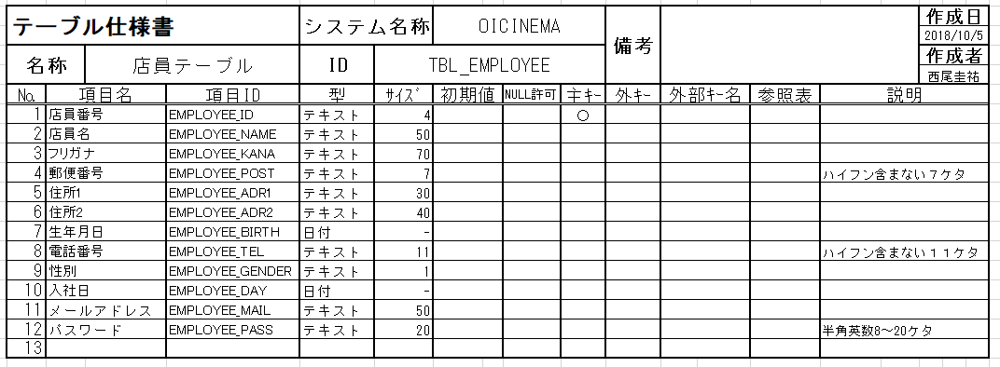 テーブル仕様書 システム名称 OICINEMA 備考 作成日
2018/10/5
名称 店員テーブル ID TBL_EMPLOYEE 作成者
西尾圭祐
No. 項目名 項目ID 型 ｻｲｽﾞ 初期値 NULL許可 主ｷｰ 外ｷｰ 外部ｷｰ名 参照表 説明
1 店員番号 EMPLOYEE_ID テキスト 4 ○
2 店員名 EMPLOYEE_NAME テキスト 50
3 フリガナ EMPLOYEE_KANA テキスト 70
4 郵便番号 EMPLOYEE_POST テキスト 7 ハイフン含まない７ケタ
5 住所1 EMPLOYEE_ADR1 テキスト 30
6 住所2 EMPLOYEE_ADR2 テキスト 40
7 生年月日 EMPLOYEE_BIRTH 日付 -
8 電話番号 EMPLOYEE_TEL テキスト 11 ハイフン含まない１１ケタ
9 性別 EMPLOYEE_GENDER テキスト 1
10 入社日 EMPLOYEE_DAY 日付 -
11 メールアドレス EMPLOYEE_MAIL テキスト 50
12 パスワード EMPLOYEE_PASS テキスト 20 半角英数8～20ケタ
13